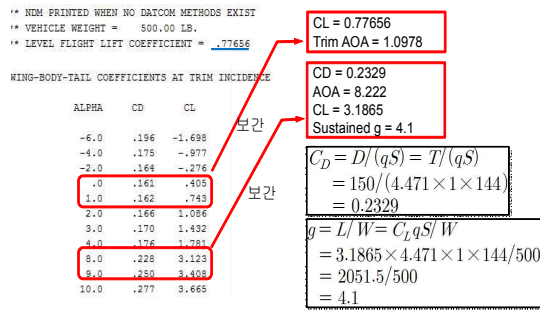 '* NDM PRINTED WHEN NO DATCOM METHODS EXIST
'* VEHICLE WEIGHT = 500.00 LB.
'* LEVEL FLIGHT LIFT COEFFICIENT = .77656
WING-BODY-TAIL COEFFICIENTS AT TRIM INCIDENCE
ALPHA CD CL
-6.0 .196 -1.698
-4.0 .175 -.977
-2.0 .164 -.276
.0 .161 .405
1.0 .162 .743
2.0 .166 1.086
3.0 .170 1.432
4.0 .176 1.781
8.0 .228 3.123
9.0 .250 3.408
10.0 .277 3.665
보간
보간
CL = 0.77656
Trim AOA = 1.0978
CD = 0.2329
AOA = 8.222
CL = 3.1865
Sustained g = 4.1
C_D = D/(qS) = T/(qS)
= 150/(4.471×1×144)
= 0.2329
g = L/W = C_L qS/W
= 3.1865×4.471×1×144/500
= 2051.5/500
= 4.1